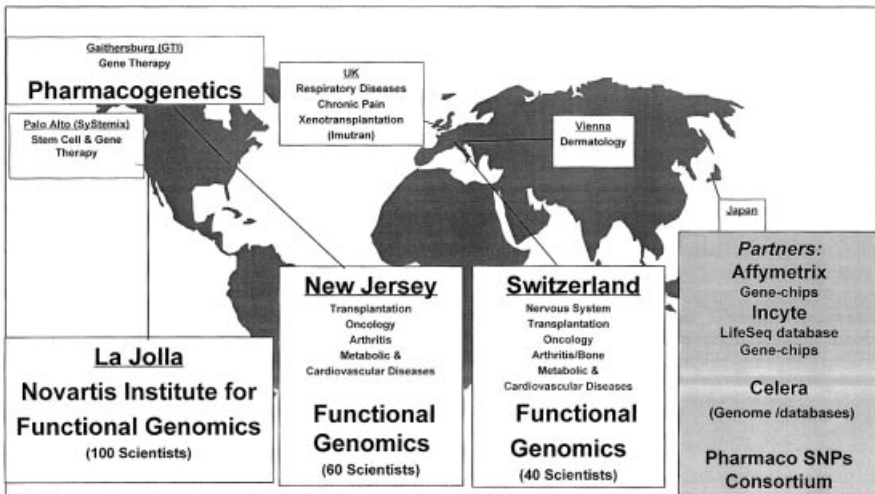 Gaithersburg (GTI)
Gene Therapy
Pharmacogenetics
Palo Alto (SyStemix)
Stem Cell & Gene
Therapy
UK
Respiratory Diseases
Chronic Pain
Xenotransplantation
(Imutran)
Vienna
Dermatology
Japan
La Jolla
Novartis Institute for
Functional Genomics
(100 Scientists)
New Jersey
Transplantation
Oncology
Arthritis
Metabolic &
Cardiovascular Diseases
Functional
Genomics
(60 Scientists)
Switzerland
Nervous System
Transplantation
Oncology
Arthritis/Bone
Metabolic &
Cardiovascular Diseases
Functional
Genomics
(40 Scientists)
Partners:
Affymetrix
Gene-chips
Incyte
LifeSeq database
Gene-chips
Celera
(Genome /databases)
Pharmaco SNPs
Consortium